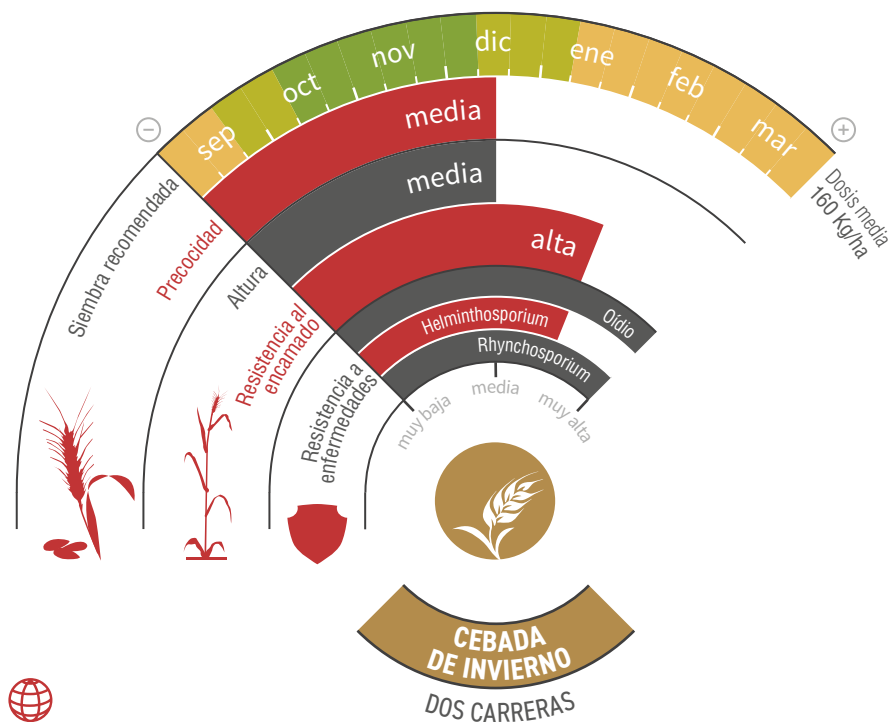 sep
oct
nov
dic
ene
feb
mar
Dosis media
160 Kg/ha
Siembra recomendada
Precocidad
media
Altura
media
Resistencia al
encamado
alta
Resistencia a
enfermedades
Oídio
Helminthosporium
Rhynchosporium
muy baja
media
muy alta
CEBADA
DE INVIERNO
DOS CARRERAS